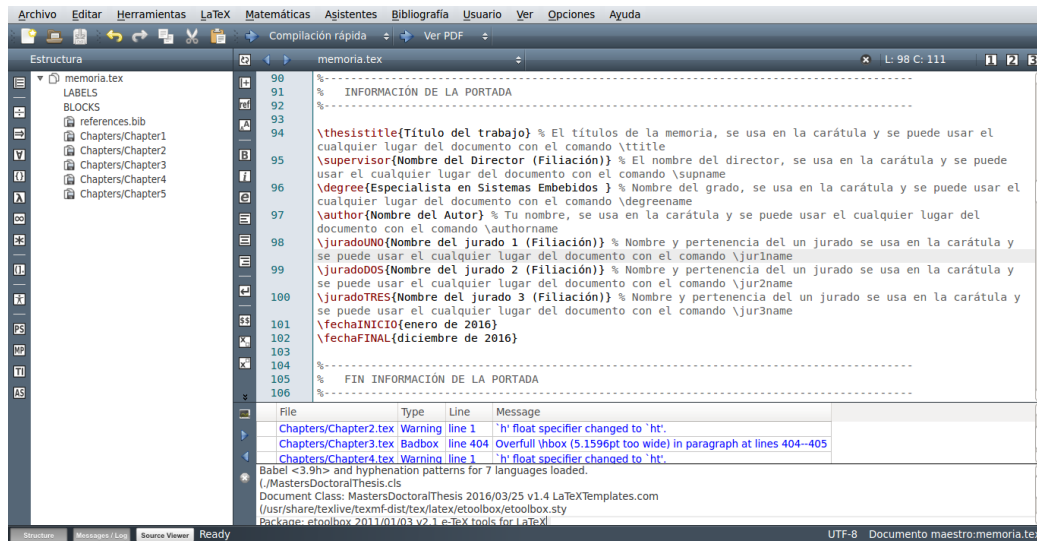 Archivo Editar Herramientas LaTeX Matemáticas Asistentes Bibliografía Usuario Ver Opciones Ayuda
Compilación rápida Ver PDF
Estructura memoria.tex L: 98 C: 111 1 2 3
memoria.tex
LABELS
BLOCKS
references.bib
Chapters/Chapter1
Chapters/Chapter2
Chapters/Chapter3
Chapters/Chapter4
Chapters/Chapter5
90 %----------------------------------------------------------------------------------------
91 % INFORMACIÓN DE LA PORTADA
92 %----------------------------------------------------------------------------------------
93
94 \thesistitle{Título del trabajo} % El títulos de la memoria, se usa en la carátula y se puede usar el
cualquier lugar del documento con el comando \ttitle
95 \supervisor{Nombre del Director (Filiación)} % El nombre del director, se usa en la carátula y se puede
usar el cualquier lugar del documento con el comando \supname
96 \degree{Especialista en Sistemas Embebidos } % Nombre del grado, se usa en la carátula y se puede usar el
cualquier lugar del documento con el comando \degreename
97 \author{Nombre del Autor} % Tu nombre, se usa en la carátula y se puede usar el cualquier lugar del
documento con el comando \authorname
98 \juradoUNO{Nombre del jurado 1 (Filiación)} % Nombre y pertenencia del un jurado se usa en la carátula y
se puede usar el cualquier lugar del documento con el comando \jur1name
99 \juradoDOS{Nombre del jurado 2 (Filiación)} % Nombre y pertenencia del un jurado se usa en la carátula y
se puede usar el cualquier lugar del documento con el comando \jur2name
100 \juradoTRES{Nombre del jurado 3 (Filiación)} % Nombre y pertenencia del un jurado se usa en la carátula y
se puede usar el cualquier lugar del documento con el comando \jur3name
101 \fechaINICIO{enero de 2016}
102 \fechaFINAL{diciembre de 2016}
103
104 %----------------------------------------------------------------------------------------
105 % FIN INFORMACIÓN DE LA PORTADA
106 %----------------------------------------------------------------------------------------
File Type Line Message
Chapters/Chapter2.tex Warning line 1 `h' float specifier changed to `ht'.
Chapters/Chapter3.tex Badbox line 404 Overfull \hbox (5.1596pt too wide) in paragraph at lines 404--405
Chapters/Chapter4.tex Warning line 1 `h' float specifier changed to `ht'.
Babel <3.9h> and hyphenation patterns for 7 languages loaded.
(./MastersDoctoralThesis.cls
Document Class: MastersDoctoralThesis 2016/03/25 v1.4 LaTeXTemplates.com
(/usr/share/texlive/texmf-dist/tex/latex/etoolbox/etoolbox.sty
Package: etoolbox 2011/01/03 v2.1 e-TeX tools for LaTeX
Structure Messages / Log Source Viewer Ready UTF-8 Documento maestro:memoria.te